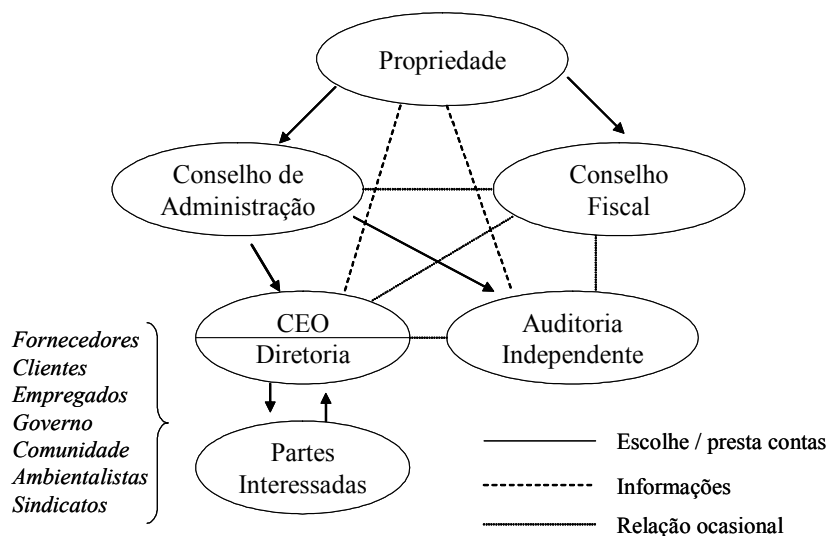 Propriedade
Conselho de
Administração
Conselho
Fiscal
CEO
Diretoria
Auditoria
Independente
Fornecedores
Clientes
Empregados
Governo
Comunidade
Ambientalistas
Sindicatos
Partes
Interessadas
Escolhe / presta contas
Informações
Relação ocasional